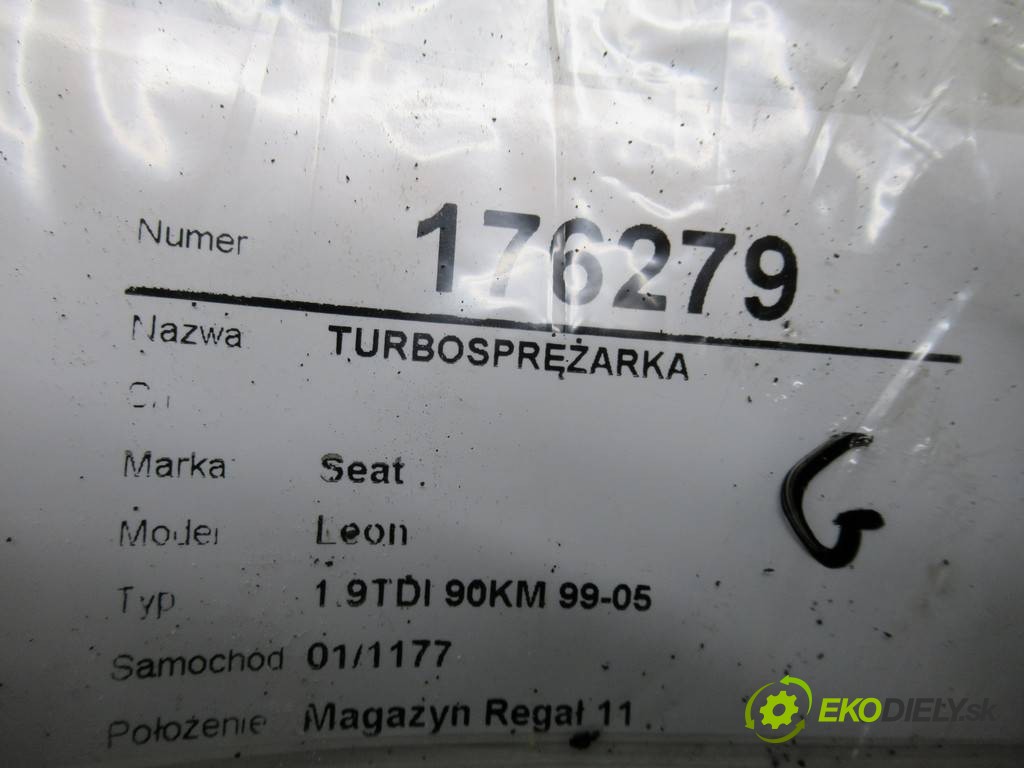 Numer 176279
Nazwa TURBOSPRĘŻARKA
Marka Seat
Model Leon
Typ 1.9TDI 90KM 99-05
Samochód 01/1177
Położenie Magazyn Regał 11
G
EKODIELY.sk